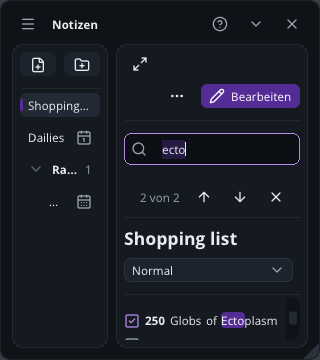 Notizen
Shopping...
Dailies
Ra... 1
...
Bearbeiten
ecto
2 von 2
Shopping list
Normal
250 Globs of Ectoplasm